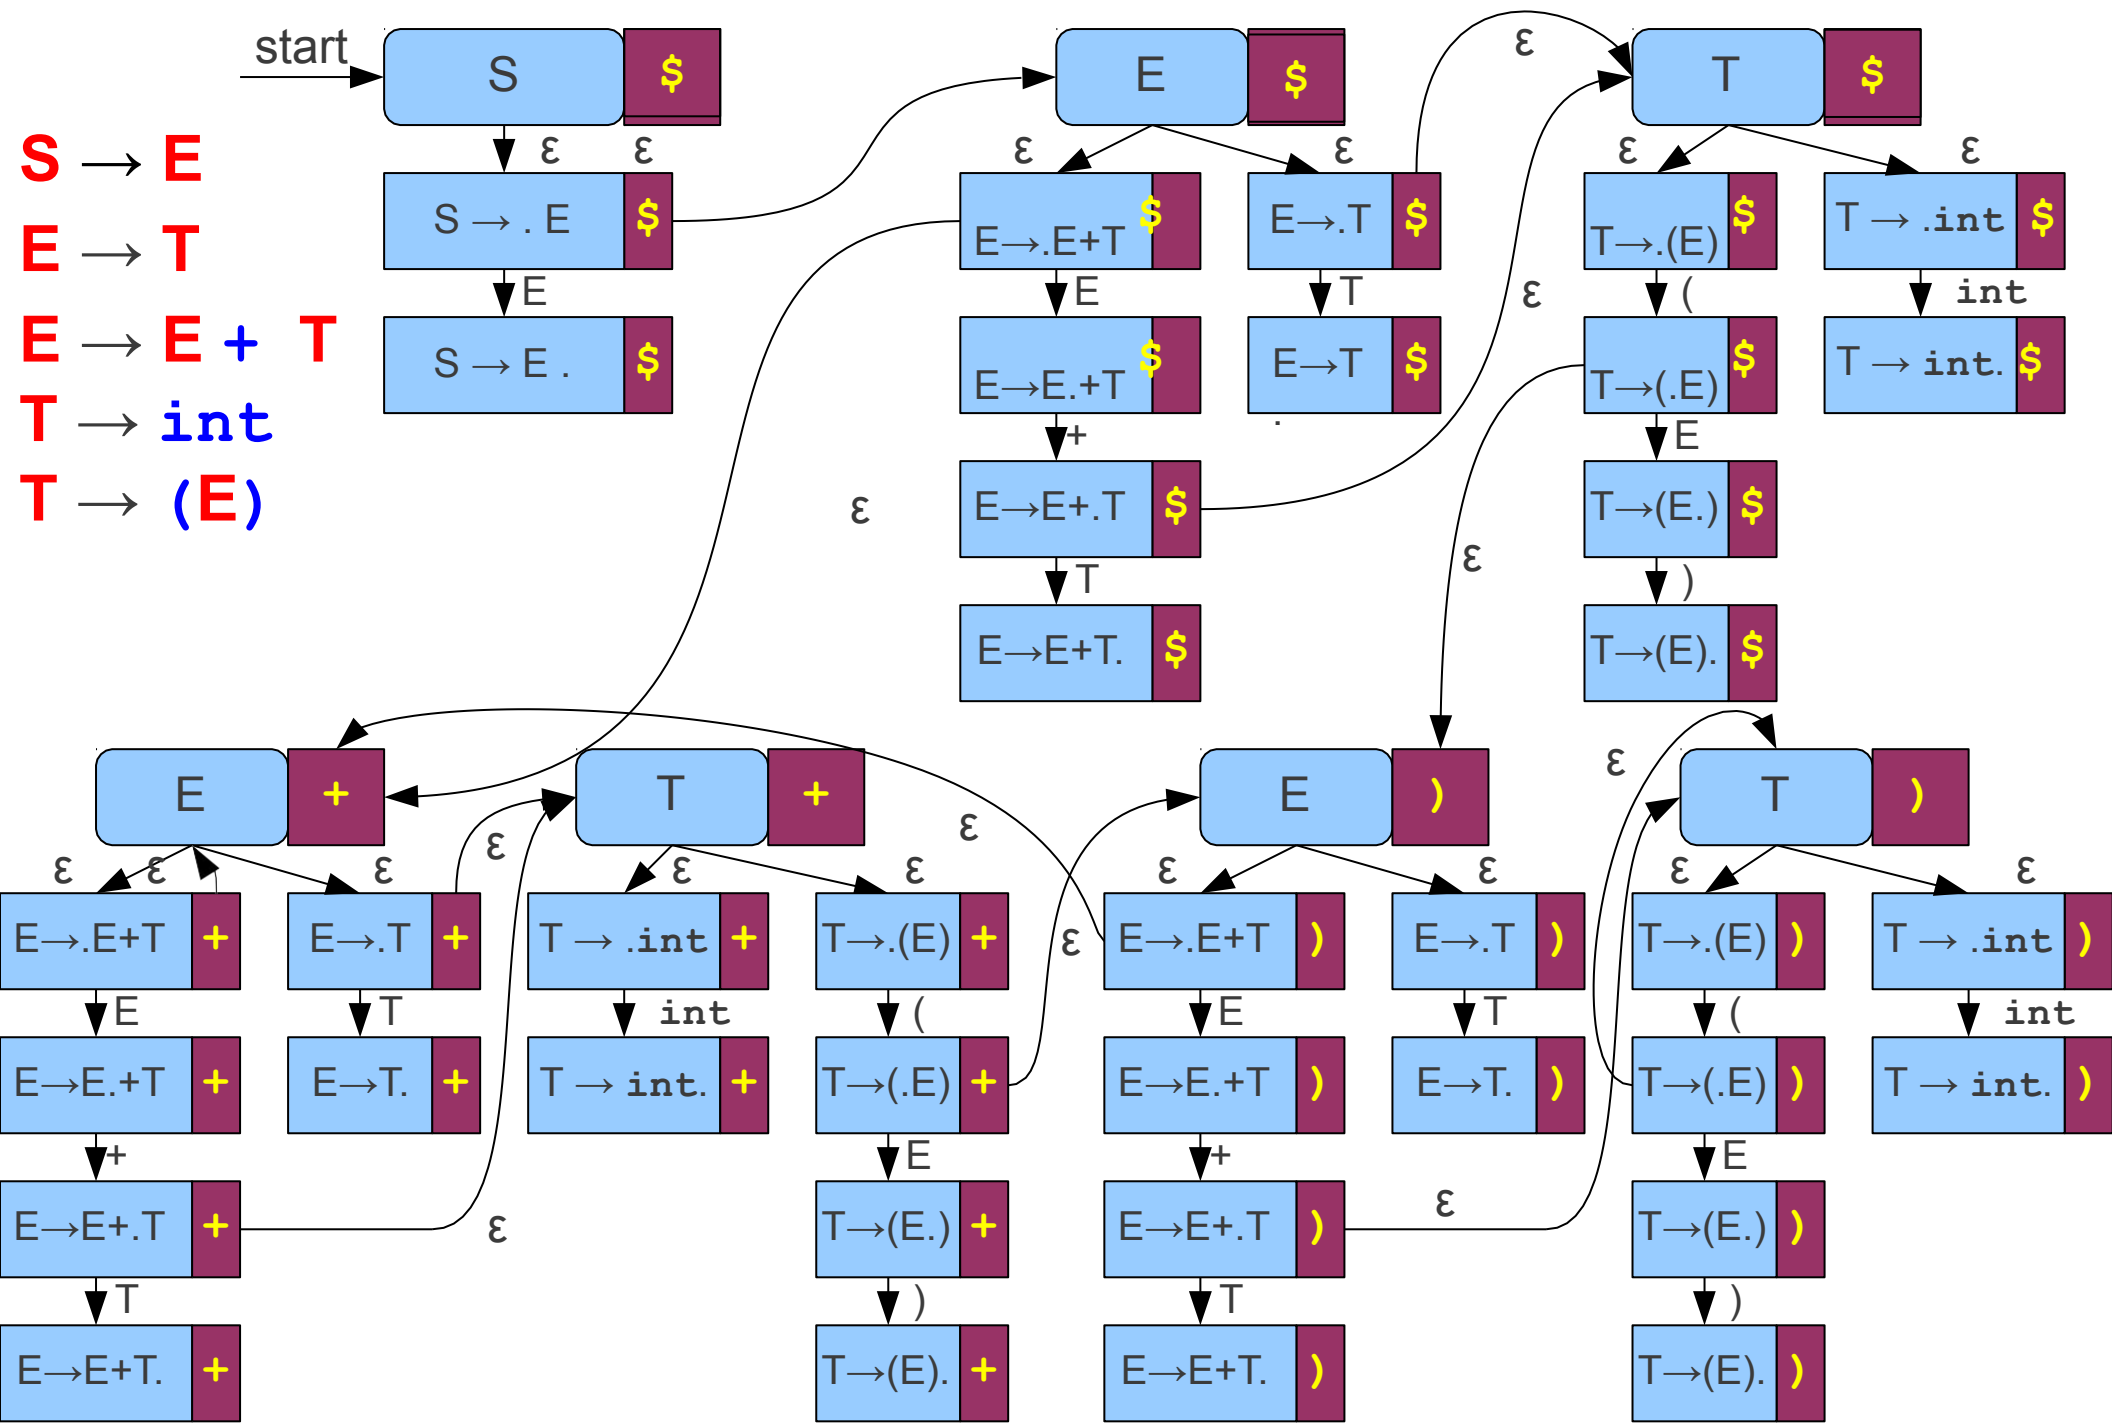 start
S $
E $
T $
ε
S → E
E → T
E → E + T
T → int
T → (E)
ε ε
ε ε
ε ε
S → . E $
E→.E+T $
E→.T $
T→.(E) $
T → .int $
E
E
T
ε
(
int
S → E . $
E→E.+T $
E→T $
.
T→(.E) $
T → int. $
+
E
ε
E→E+.T $
T→(E.) $
T
ε
)
E→E+T. $
T→(E). $
E +
T +
E )
T )
ε
ε
ε
ε ε ε
ε ε
ε ε
ε ε
E→.E+T +
E→.T +
T → .int +
T→.(E) +
ε
E→.E+T )
E→.T )
T→.(E) )
T → .int )
E
T
int
(
E
T
(
int
E→E.+T +
E→T. +
T → int. +
T→(.E) +
E→E.+T )
E→T. )
T→(.E) )
T → int. )
+
E
+
E
E→E+.T +
ε
T→(E.) +
E→E+.T )
ε
T→(E.) )
T
)
T
)
E→E+T. +
T→(E). +
E→E+T. )
T→(E). )